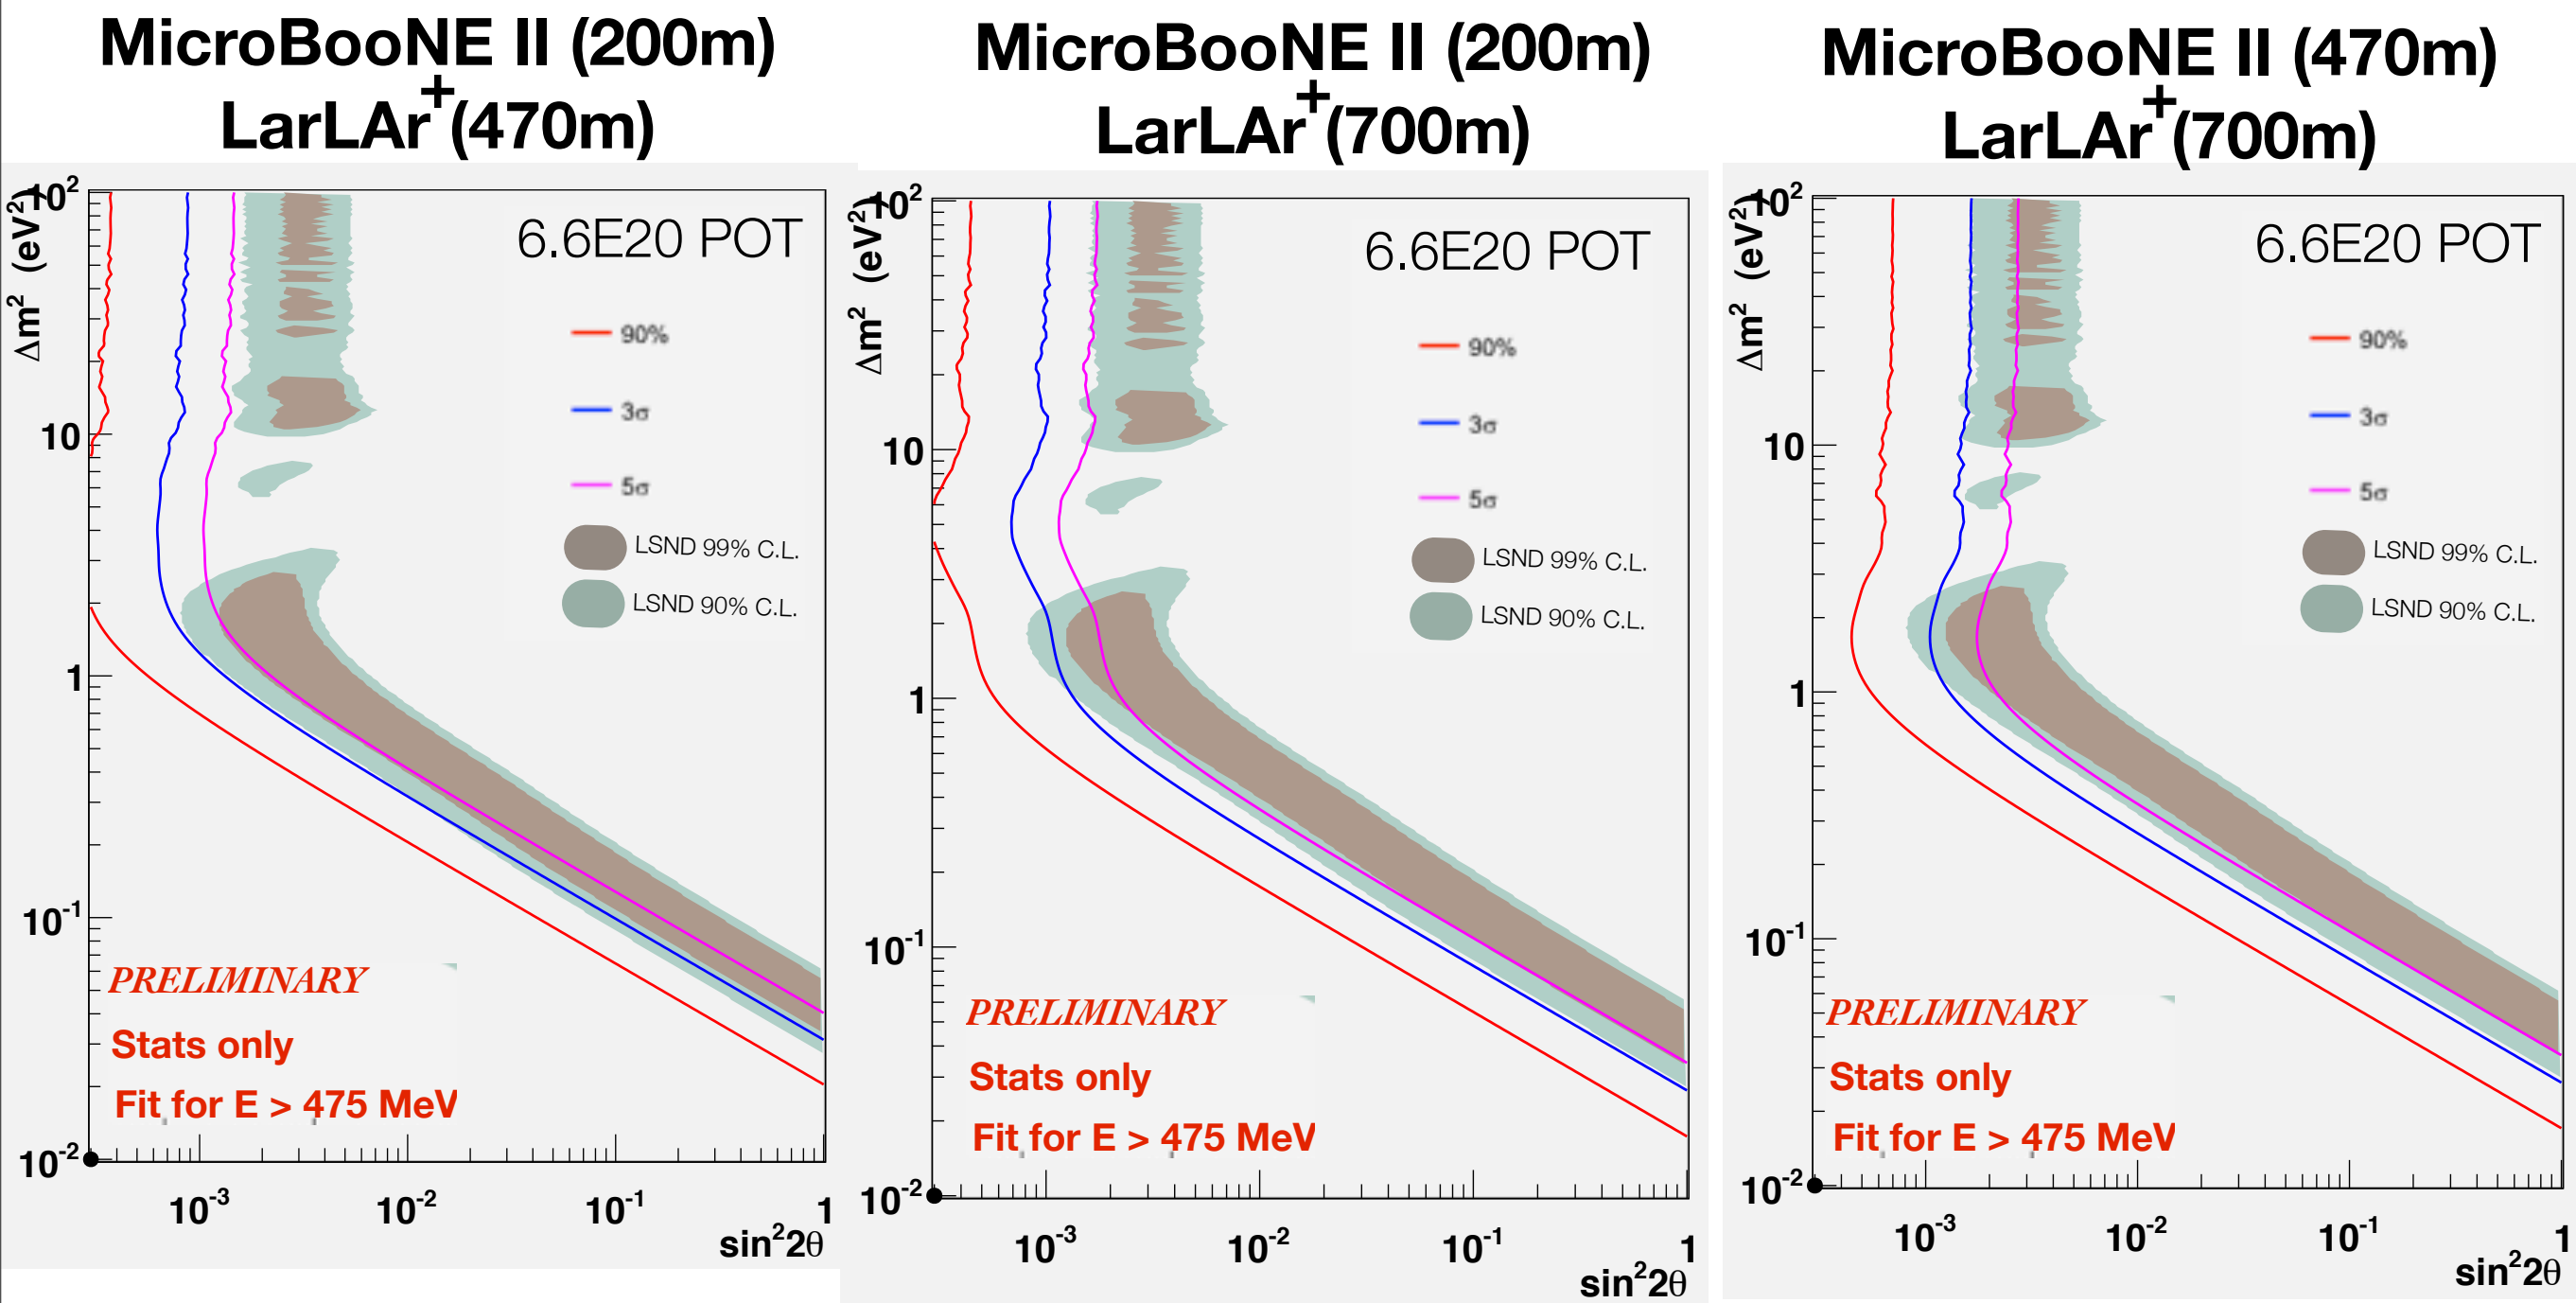 MicroBooNE II (200m)
+
LarLAr (470m)
10²
Δm² (eV²)
6.6E20 POT
90%
3σ
10
5σ
LSND 99% C.L.
LSND 90% C.L.
1
10⁻¹
PRELIMINARY
Stats only
Fit for E > 475 MeV
10⁻²
10⁻³ 10⁻² 10⁻¹ 1
sin²2θ
MicroBooNE II (200m)
+
LarLAr (700m)
10²
Δm² (eV²)
6.6E20 POT
90%
3σ
10
5σ
LSND 99% C.L.
LSND 90% C.L.
1
10⁻¹
PRELIMINARY
Stats only
Fit for E > 475 MeV
10⁻²
10⁻³ 10⁻² 10⁻¹ 1
sin²2θ
MicroBooNE II (470m)
+
LarLAr (700m)
10²
Δm² (eV²)
6.6E20 POT
90%
3σ
10
5σ
LSND 99% C.L.
LSND 90% C.L.
1
10⁻¹
PRELIMINARY
Stats only
Fit for E > 475 MeV
10⁻²
10⁻³ 10⁻² 10⁻¹ 1
sin²2θ